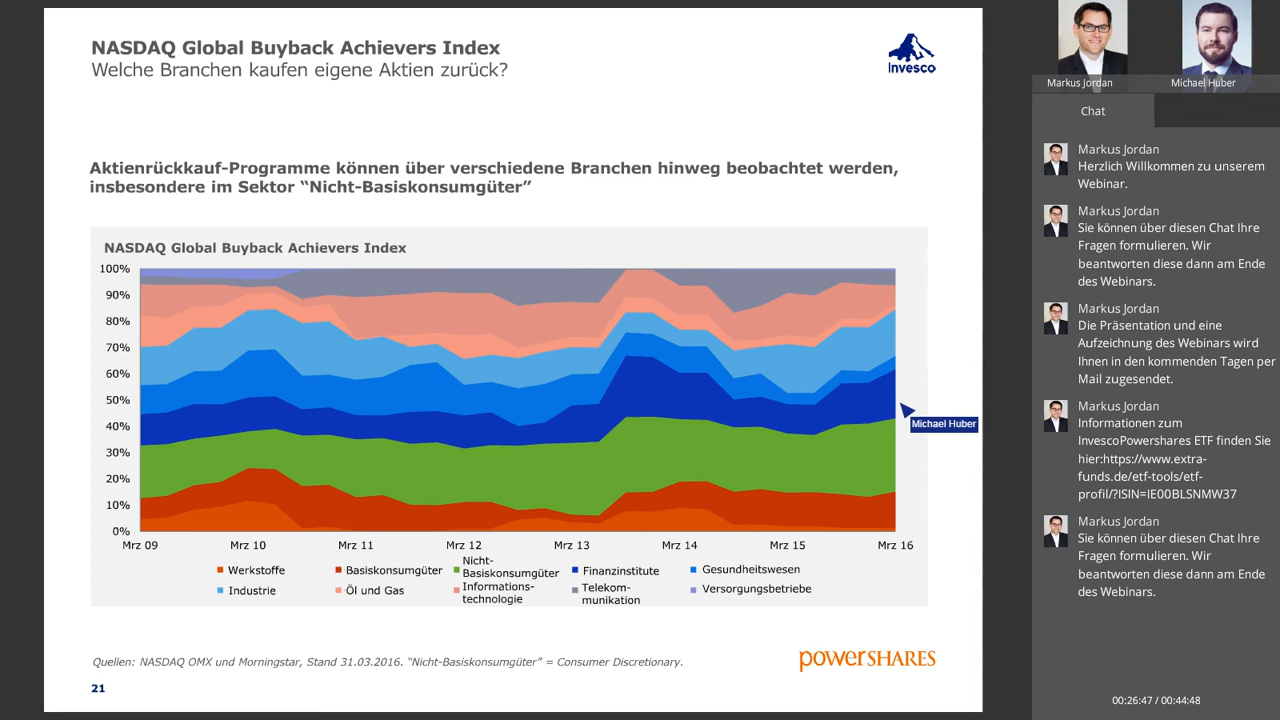 NASDAQ Global Buyback Achievers Index
Welche Branchen kaufen eigene Aktien zurück?
Invesco
Aktienrückkauf-Programme können über verschiedene Branchen hinweg beobachtet werden,
insbesondere im Sektor “Nicht-Basiskonsumgüter”
NASDAQ Global Buyback Achievers Index
100%
90%
80%
70%
60%
50%
40%
30%
20%
10%
0%
Mrz 09 Mrz 10 Mrz 11 Mrz 12 Mrz 13 Mrz 14 Mrz 15 Mrz 16
Michael Huber
Werkstoffe
Basiskonsumgüter
Nicht-
Basiskonsumgüter
Finanzinstitute
Gesundheitswesen
Industrie
Öl und Gas
Informations-
technologie
Telekom-
munikation
Versorgungsbetriebe
Quellen: NASDAQ OMX und Morningstar, Stand 31.03.2016. “Nicht-Basiskonsumgüter” = Consumer Discretionary.
powerSHARES
21
Markus Jordan
Michael Huber
Chat
Markus Jordan
Herzlich Willkommen zu unserem
Webinar.
Markus Jordan
Sie können über diesen Chat Ihre
Fragen formulieren. Wir
beantworten diese dann am Ende
des Webinars.
Markus Jordan
Die Präsentation und eine
Aufzeichnung des Webinars wird
Ihnen in den kommenden Tagen per
Mail zugesendet.
Markus Jordan
Informationen zum
InvescoPowershares ETF finden Sie
hier:https://www.extra-
funds.de/etf-tools/etf-
profil/?ISIN=IE00BLSNMW37
Markus Jordan
Sie können über diesen Chat Ihre
Fragen formulieren. Wir
beantworten diese dann am Ende
des Webinars.
00:26:47 / 00:44:48